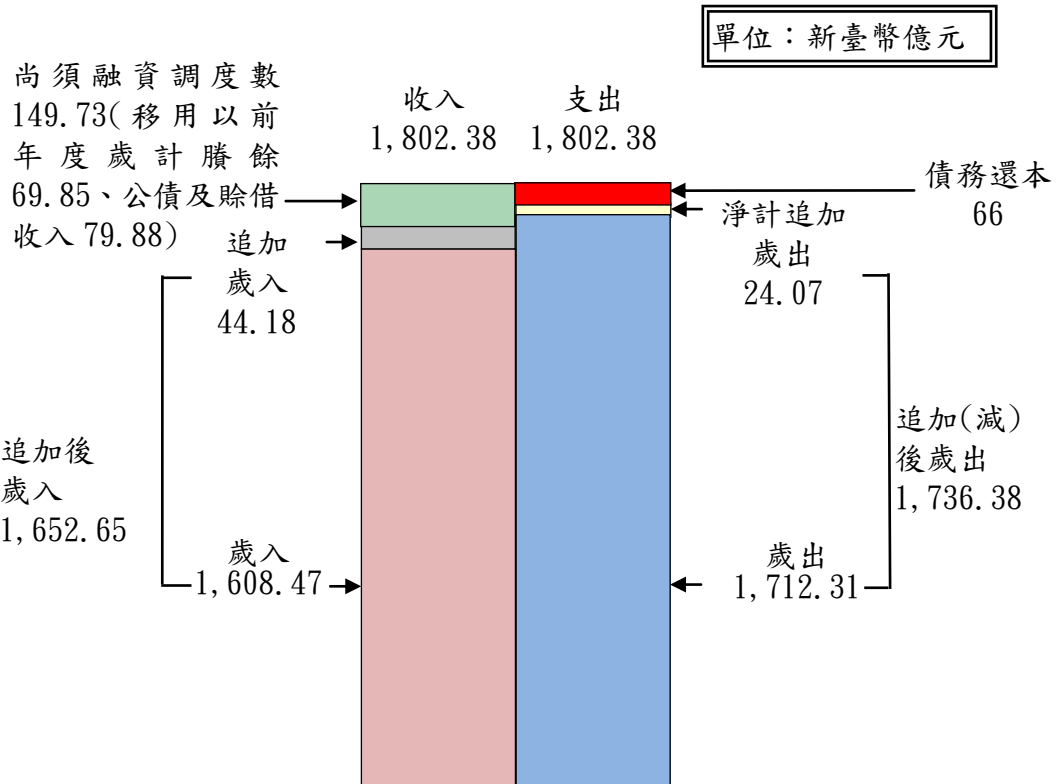 單位：新臺幣億元
尚須融資調度數
149.73(移用以前
年度歲計賸餘
69.85、公債及賒借
收入79.88)
收入
1,802.38
支出
1,802.38
債務還本
66
追加
歲入
44.18
淨計追加
歲出
24.07
追加後
歲入
1,652.65
追加(減)
後歲出
1,736.38
歲入
1,608.47
歲出
1,712.31